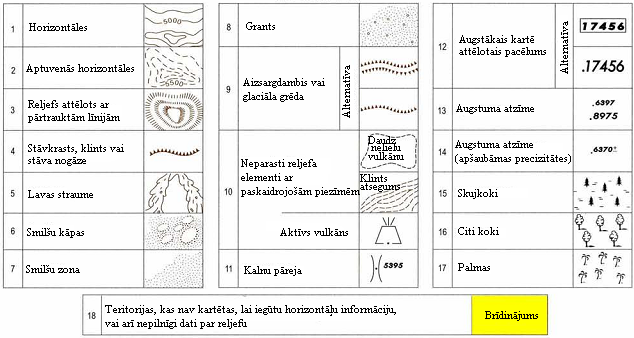 1 Horizontāles 5000
2 Aptuvenās horizontāles 5500
3 Reljefs attēlots ar
pārtrauktām līnijām
4 Stāvkrasts, klints vai
stāva nogāze
5 Lavas straume
6 Smilšu kāpas
7 Smilšu zona
8 Grants
9 Aizsargdambis vai
glaciāla grēda
Alternatīva
10 Neparasti reljefa
elementi ar
paskaidrojošām piezīmēm
Daudz
nelielu
vulkānu
Klints
atsegums
Aktīvs vulkāns
11 Kalnu pāreja 5395
12 Augstākais kartē
attēlotais pacēlums
Alternatīva
17456
.17456
13 Augstuma atzīme
.6397
.8975
14 Augstuma atzīme
(apšaubāmas precizitātes)
.6370±
15 Skujkoki
16 Citi koki
17 Palmas
18 Teritorijas, kas nav kartētas, lai iegūtu horizontāļu informāciju,
vai arī nepilnīgi dati par reljefu
Brīdinājums